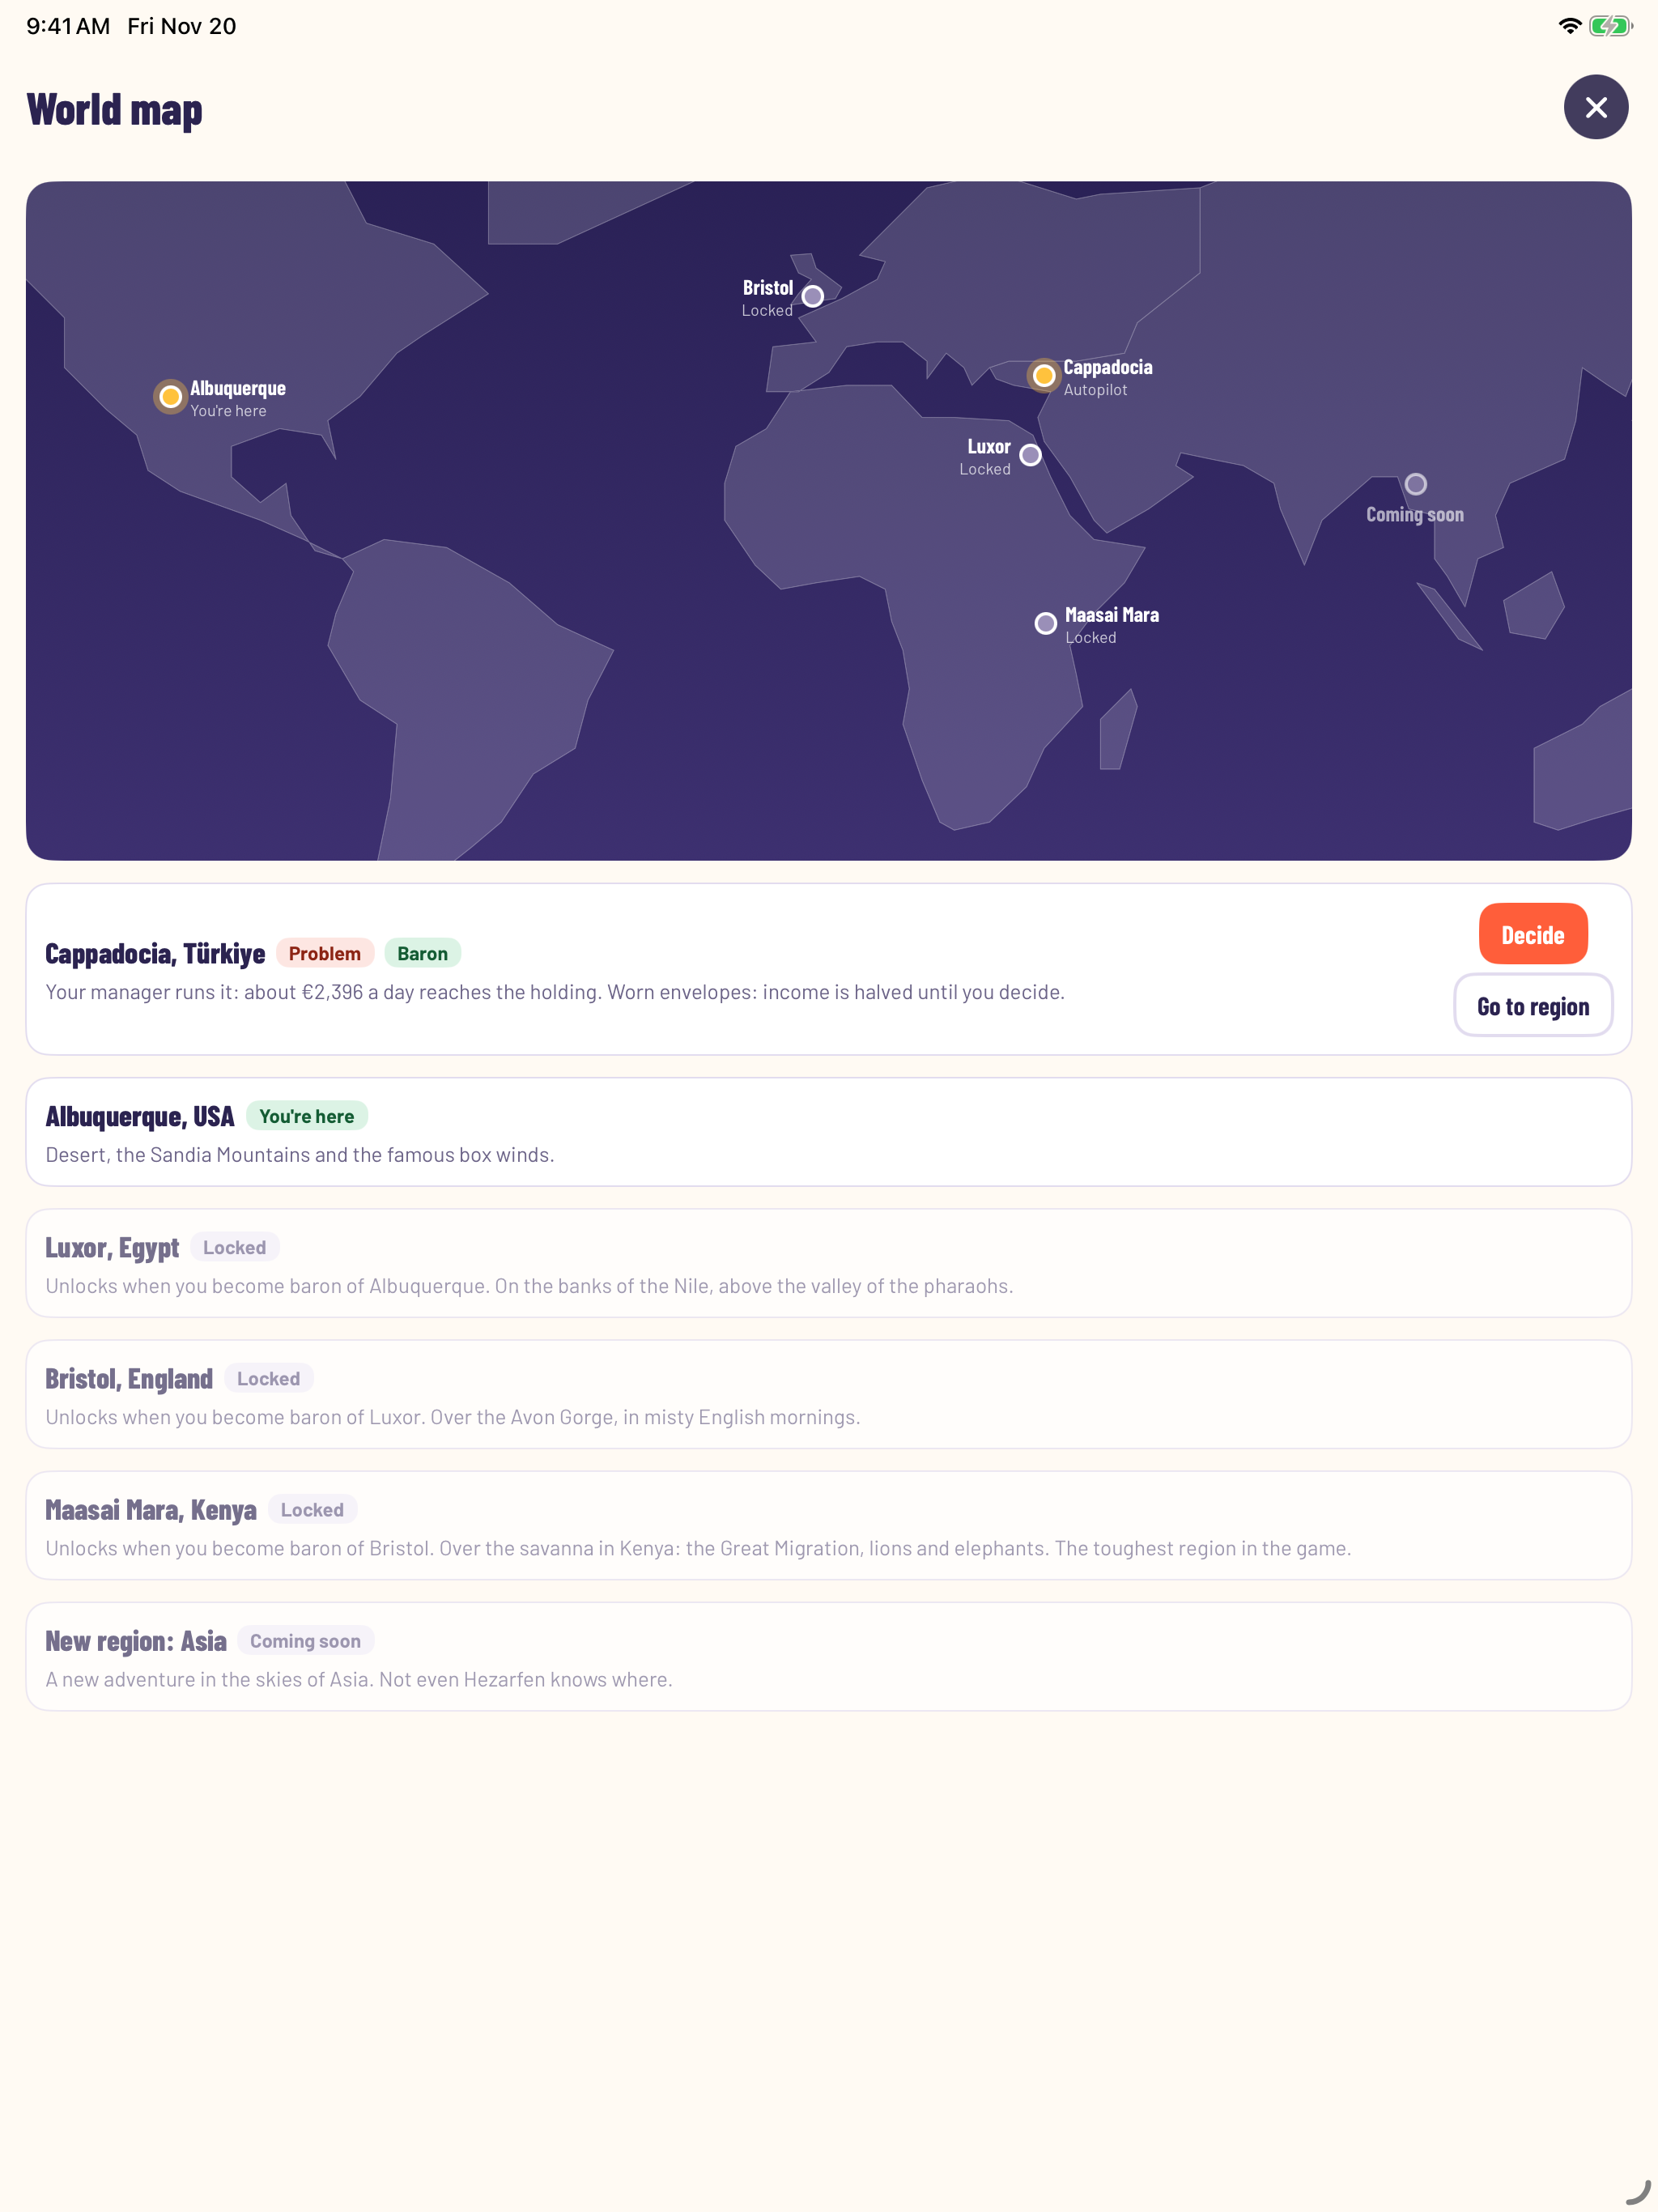 9:41 AM Fri Nov 20
World map
Bristol
Locked
Albuquerque
You're here
Cappadocia
Autopilot
Luxor
Locked
Coming soon
Maasai Mara
Locked
Cappadocia, Türkiye Problem Baron
Your manager runs it: about €2,396 a day reaches the holding. Worn envelopes: income is halved until you decide.
Decide
Go to region
Albuquerque, USA You're here
Desert, the Sandia Mountains and the famous box winds.
Luxor, Egypt Locked
Unlocks when you become baron of Albuquerque. On the banks of the Nile, above the valley of the pharaohs.
Bristol, England Locked
Unlocks when you become baron of Luxor. Over the Avon Gorge, in misty English mornings.
Maasai Mara, Kenya Locked
Unlocks when you become baron of Bristol. Over the savanna in Kenya: the Great Migration, lions and elephants. The toughest region in the game.
New region: Asia Coming soon
A new adventure in the skies of Asia. Not even Hezarfen knows where.